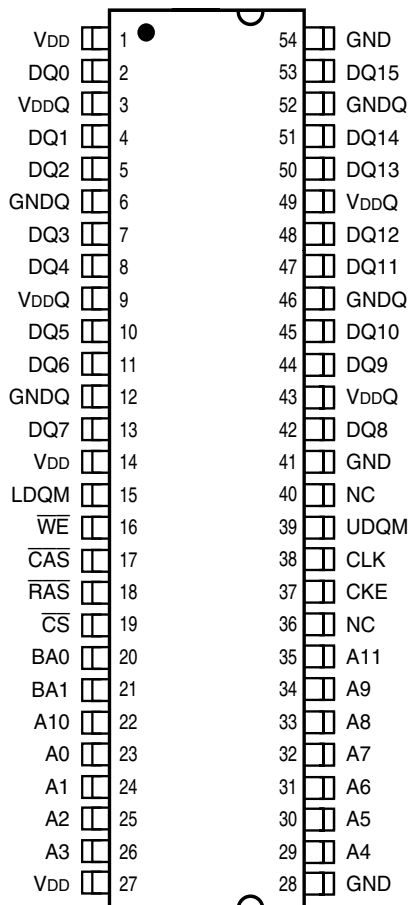 VDD 1 54 GND
DQ0 2 53 DQ15
VDDQ 3 52 GNDQ
DQ1 4 51 DQ14
DQ2 5 50 DQ13
GNDQ 6 49 VDDQ
DQ3 7 48 DQ12
DQ4 8 47 DQ11
VDDQ 9 46 GNDQ
DQ5 10 45 DQ10
DQ6 11 44 DQ9
GNDQ 12 43 VDDQ
DQ7 13 42 DQ8
VDD 14 41 GND
LDQM 15 40 NC
W̅E̅ 16 39 UDQM
C̅A̅S̅ 17 38 CLK
R̅A̅S̅ 18 37 CKE
C̅S̅ 19 36 NC
BA0 20 35 A11
BA1 21 34 A9
A10 22 33 A8
A0 23 32 A7
A1 24 31 A6
A2 25 30 A5
A3 26 29 A4
VDD 27 28 GND